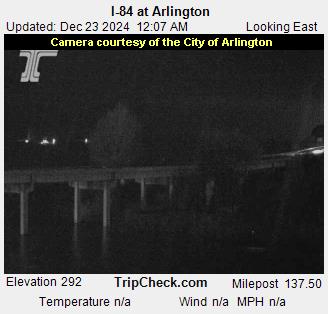 I-84 at Arlington
Updated: Dec 23 2024 12:07 AM Looking East
Camera courtesy of the City of Arlington
Elevation 292 TripCheck.com Milepost 137.50
Temperature n/a Wind n/a MPH n/a